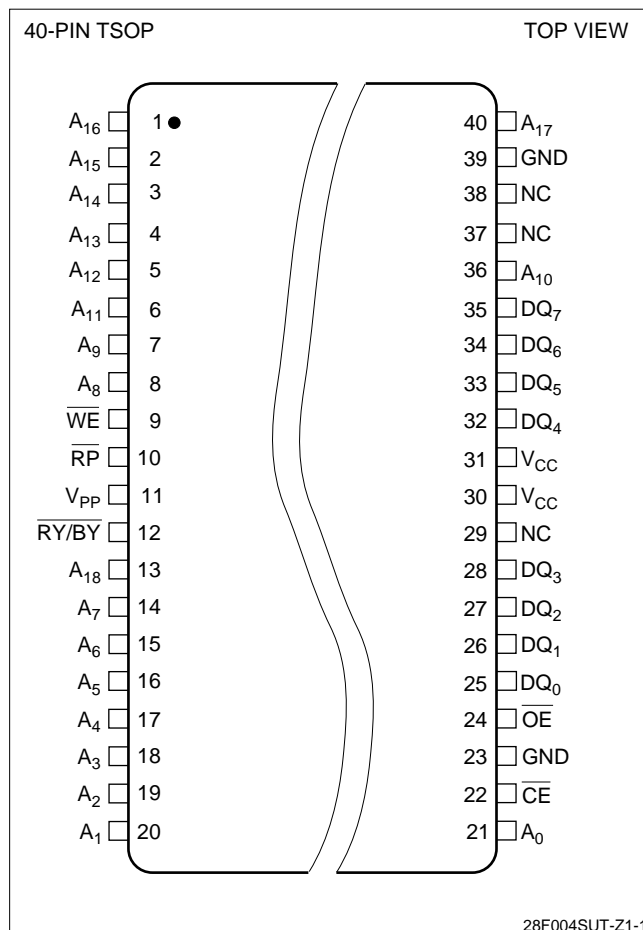 40-PIN TSOP TOP VIEW
A16 1 40 A17
A15 2 39 GND
A14 3 38 NC
A13 4 37 NC
A12 5 36 A10
A11 6 35 DQ7
A9 7 34 DQ6
A8 8 33 DQ5
WE 9 32 DQ4
RP 10 31 VCC
VPP 11 30 VCC
RY/BY 12 29 NC
A18 13 28 DQ3
A7 14 27 DQ2
A6 15 26 DQ1
A5 16 25 DQ0
A4 17 24 OE
A3 18 23 GND
A2 19 22 CE
A1 20 21 A0
28F004SUT-Z1-1